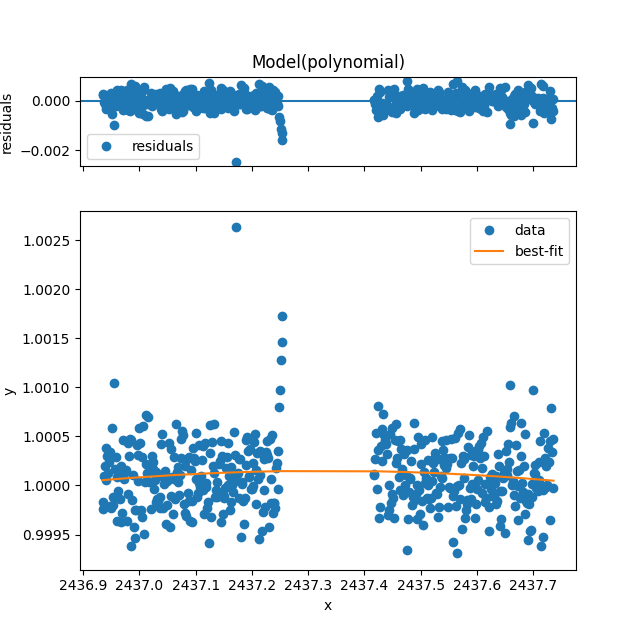 Model(polynomial)
residuals
0.000
−0.002
residuals
y
1.0025
1.0020
1.0015
1.0010
1.0005
1.0000
0.9995
data
best-fit
2436.9 2437.0 2437.1 2437.2 2437.3 2437.4 2437.5 2437.6 2437.7
x